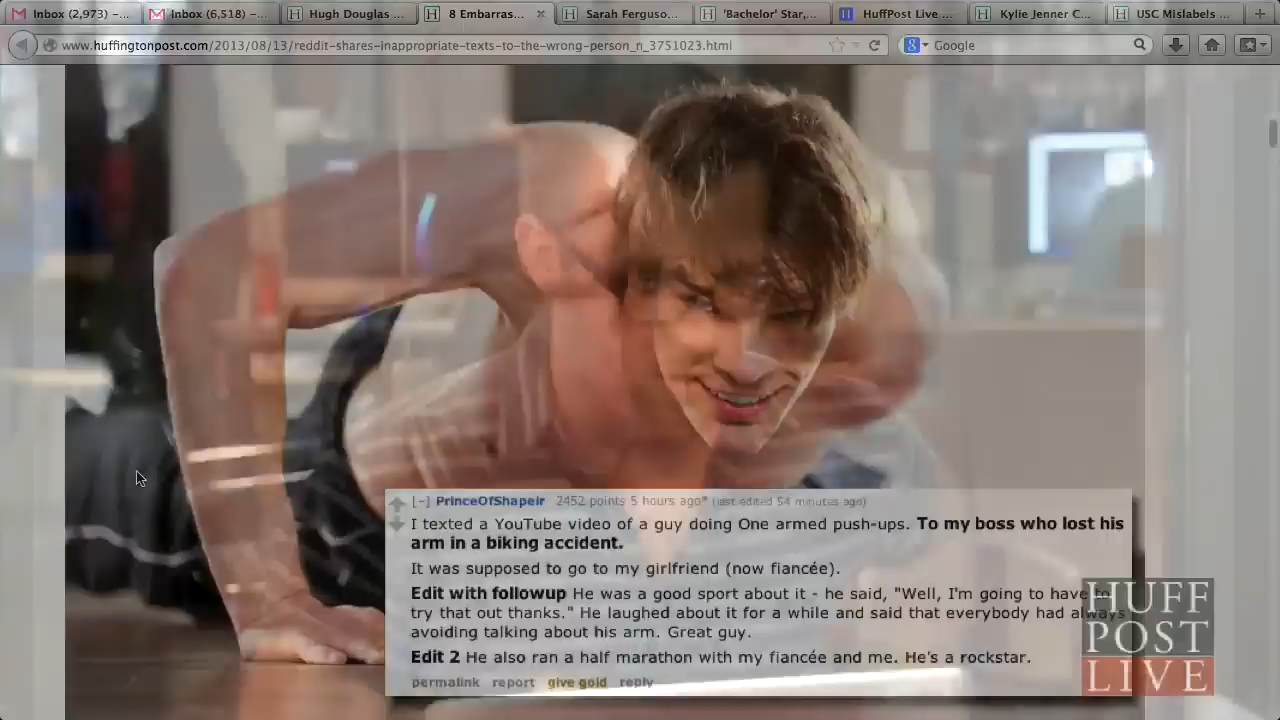 Inbox (2,973) –...
Inbox (6,518) –...
Hugh Douglas ...
8 Embarras...
Sarah Ferguso...
'Bachelor' Star,...
HuffPost Live ...
Kylie Jenner C...
USC Mislabels ...
www.huffingtonpost.com/2013/08/13/reddit-shares-inappropriate-texts-to-the-wrong-person_n_3751023.html
Google
[–] PrinceOfShapeir 2452 points 5 hours ago* (last edited 54 minutes ago)
I texted a YouTube video of a guy doing One armed push-ups. To my boss who lost his
arm in a biking accident.
It was supposed to go to my girlfriend (now fiancée).
Edit with followup He was a good sport about it - he said, "Well, I'm going to have to
try that out thanks." He laughed about it for a while and said that everybody had always
avoiding talking about his arm. Great guy.
Edit 2 He also ran a half marathon with my fiancée and me. He's a rockstar.
permalink report give gold reply
HUFF
POST
LIVE